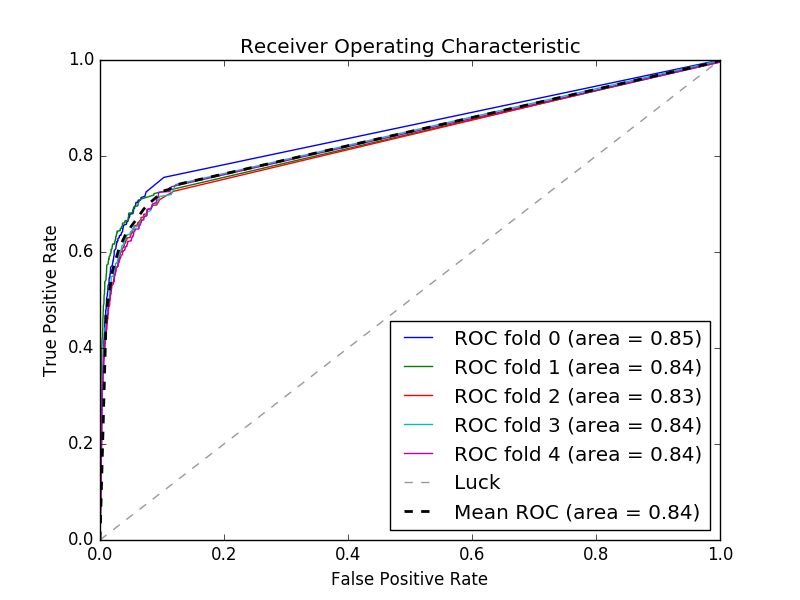 Receiver Operating Characteristic
1.0
0.8
0.6
0.4
0.2
0.0
True Positive Rate
ROC fold 0 (area = 0.85)
ROC fold 1 (area = 0.84)
ROC fold 2 (area = 0.83)
ROC fold 3 (area = 0.84)
ROC fold 4 (area = 0.84)
Luck
Mean ROC (area = 0.84)
0.0 0.2 0.4 0.6 0.8 1.0
False Positive Rate